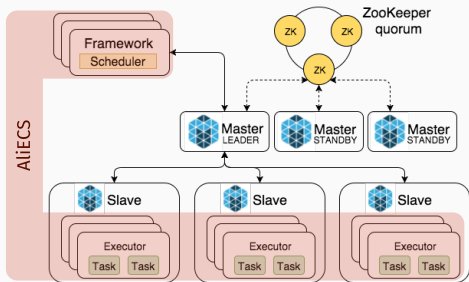 Framework
Scheduler
ZK
ZK
ZK
ZooKeeper
quorum
AliECS
Master
LEADER
Master
STANDBY
Master
STANDBY
Slave
Executor
Task
Task
Slave
Executor
Task
Task
Slave
Executor
Task
Task